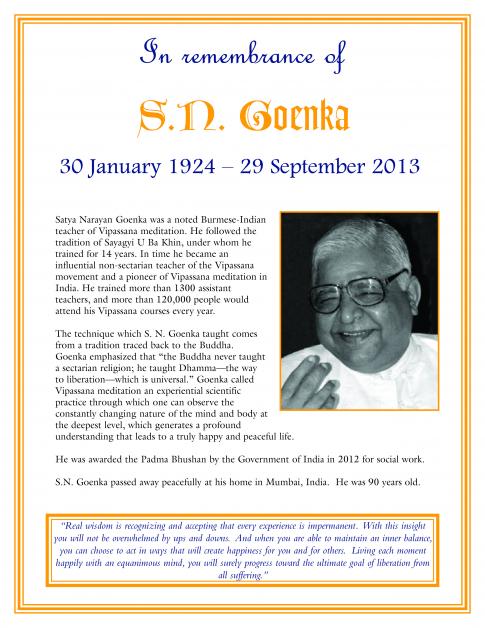 In remembrance of
S.N. Goenka
30 January 1924 – 29 September 2013
Satya Narayan Goenka was a noted Burmese-Indian
teacher of Vipassana meditation. He followed the
tradition of Sayagyi U Ba Khin, under whom he
trained for 14 years. In time he became an
influential non-sectarian teacher of the Vipassana
movement and a pioneer of Vipassana meditation in
India. He trained more than 1300 assistant
teachers, and more than 120,000 people would
attend his Vipassana courses every year.
The technique which S. N. Goenka taught comes
from a tradition traced back to the Buddha.
Goenka emphasized that “the Buddha never taught
a sectarian religion; he taught Dhamma—the way
to liberation—which is universal.” Goenka called
Vipassana meditation an experiential scientific
practice through which one can observe the
constantly changing nature of the mind and body at
the deepest level, which generates a profound
understanding that leads to a truly happy and peaceful life.
He was awarded the Padma Bhushan by the Government of India in 2012 for social work.
S.N. Goenka passed away peacefully at his home in Mumbai, India. He was 90 years old.
“Real wisdom is recognizing and accepting that every experience is impermanent. With this insight
you will not be overwhelmed by ups and downs. And when you are able to maintain an inner balance,
you can choose to act in ways that will create happiness for you and for others. Living each moment
happily with an equanimous mind, you will surely progress toward the ultimate goal of liberation from
all suffering.”